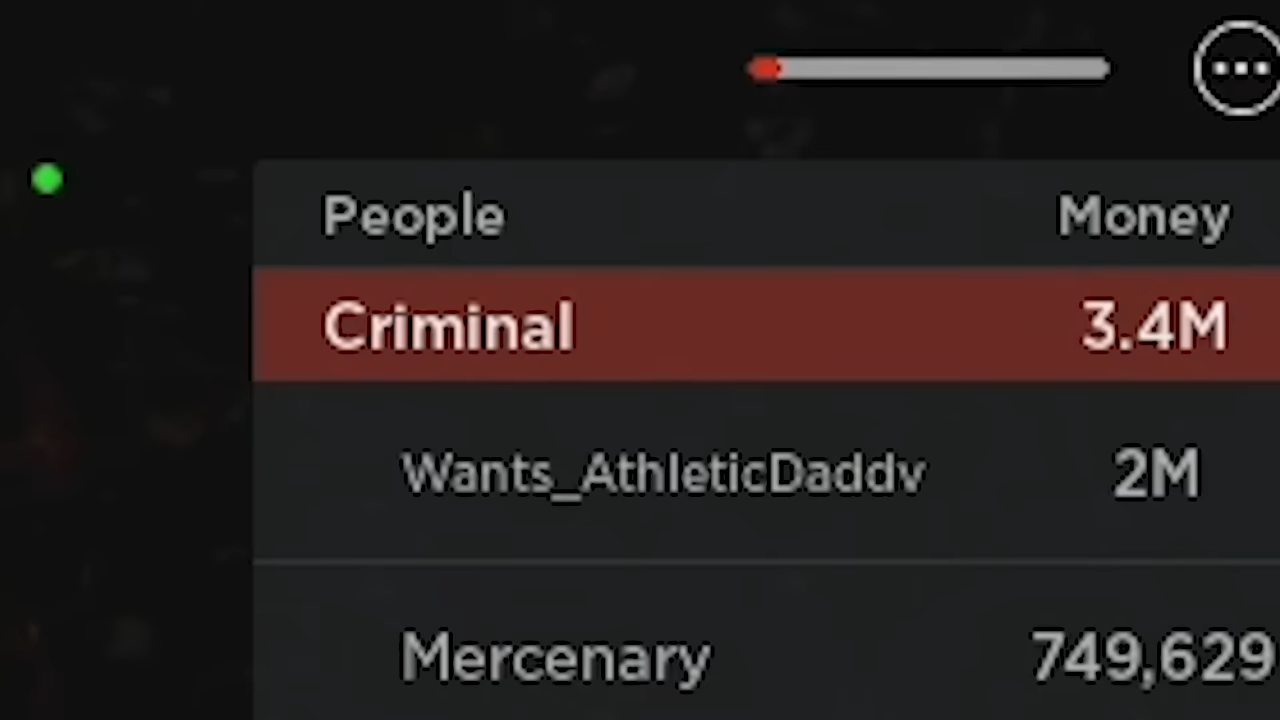 People Money
Criminal 3.4M
Wants_AthleticDaddv 2M
Mercenary 749,629